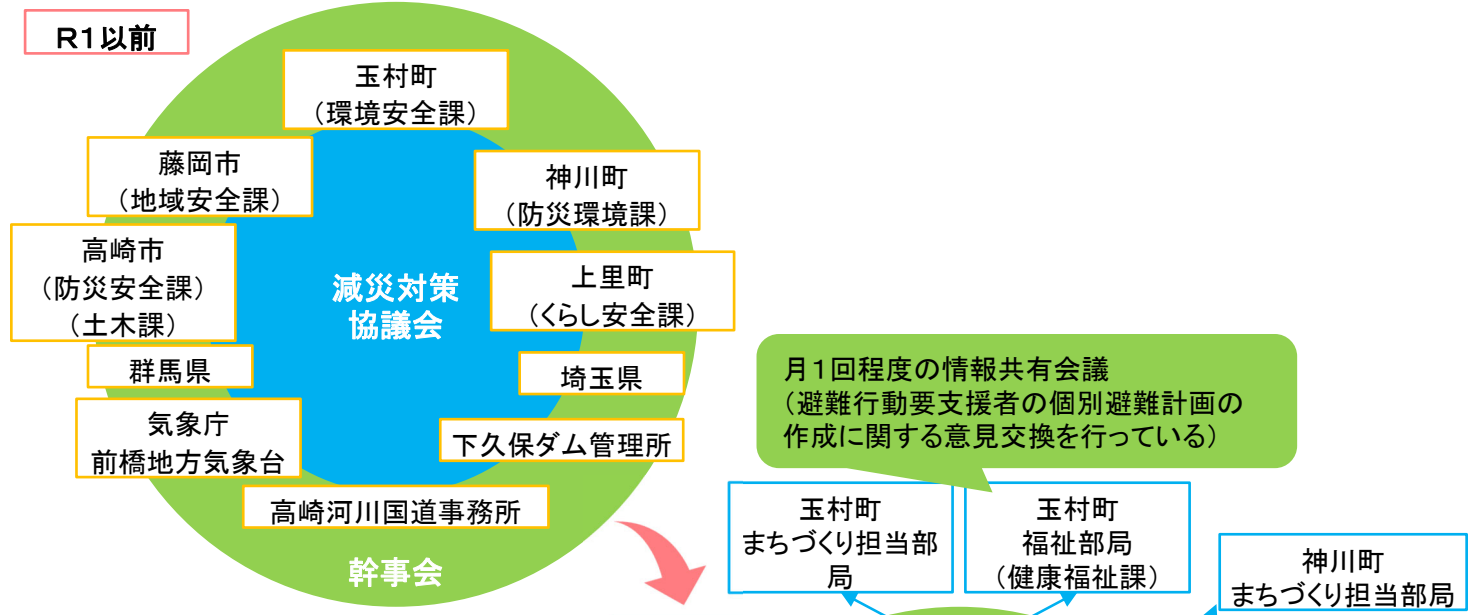 R1以前
玉村町
（環境安全課）
藤岡市
（地域安全課）
神川町
（防災環境課）
高崎市
（防災安全課）
（土木課）
上里町
（くらし安全課）
減災対策
協議会
群馬県
埼玉県
気象庁
前橋地方気象台
下久保ダム管理所
高崎河川国道事務所
幹事会
月1回程度の情報共有会議
（避難行動要支援者の個別避難計画の
作成に関する意見交換を行っている）
玉村町
まちづくり担当部
局
玉村町
福祉部局
（健康福祉課）
神川町
まちづくり担当部局